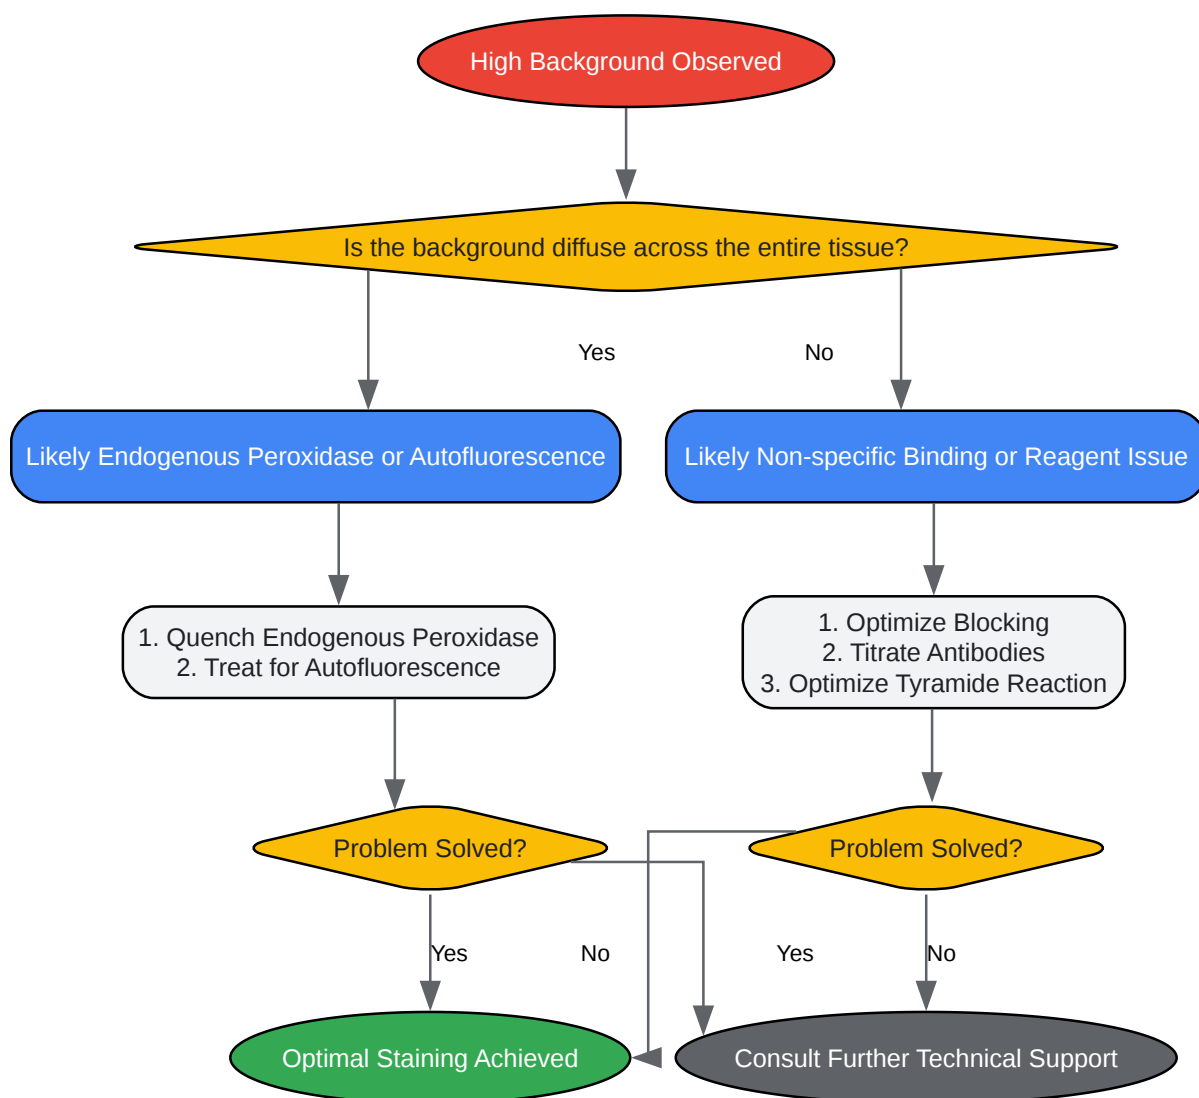 High Background Observed
Is the background diffuse across the entire tissue?
Yes
No
Likely Endogenous Peroxidase or Autofluorescence
Likely Non-specific Binding or Reagent Issue
1. Quench Endogenous Peroxidase
2. Treat for Autofluorescence
1. Optimize Blocking
2. Titrate Antibodies
3. Optimize Tyramide Reaction
Problem Solved?
Problem Solved?
Yes
No
Yes
No
Optimal Staining Achieved
Consult Further Technical Support